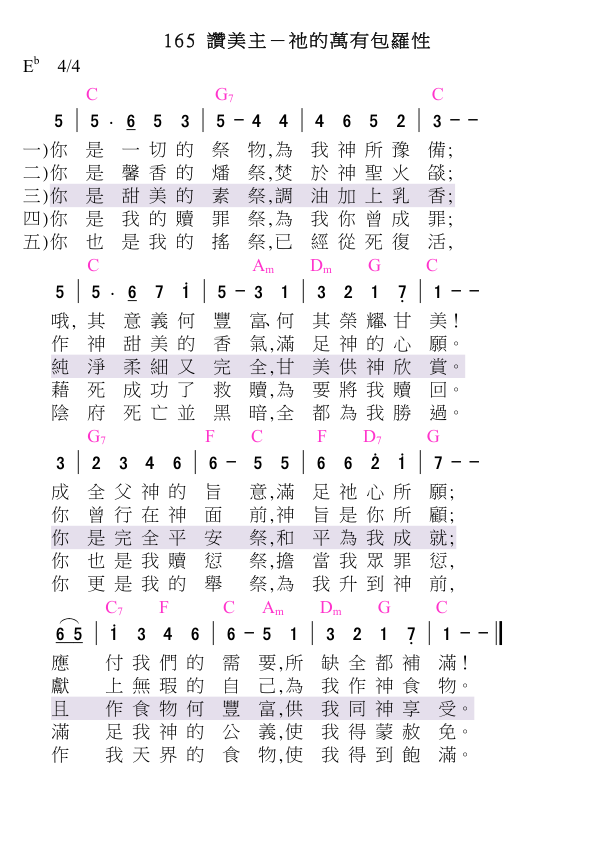 165 讚美主－祂的萬有包羅性
E♭ 4/4
C G7 C
5 | 5 . 6 5 3 | 5 － 4 4 | 4 6 5 2 | 3 － －
一)你 是 一 切 的 祭 物,為 我 神 所 豫 備;
二)你 是 馨 香 的 燔 祭,焚 於 神 聖 火 燄;
三)你 是 甜 美 的 素 祭,調 油 加 上 乳 香;
四)你 是 我 的 贖 罪 祭,為 我 你 曾 成 罪;
五)你 也 是 我 的 搖 祭,已 經 從 死 復 活,
C Am Dm G C
5 | 5 . 6 7 i | 5 － 3 1 | 3 2 1 7 | 1 － －
哦, 其 意 義 何 豐 富、何 其 榮 耀、甘 美!
作 神 甜 美 的 香 氣,滿 足 神 的 心 願。
純 淨 柔 細 又 完 全,甘 美 供 神 欣 賞。
藉 死 成 功 了 救 贖,為 要 將 我 贖 回。
陰 府 死 亡 並 黑 暗,全 都 為 我 勝 過。
G7 F C F D7 G
3 | 2 3 4 6 | 6 － 5 5 | 6 6 2 i | 7 － －
成 全 父 神 的 旨 意,滿 足 祂 心 所 願;
你 曾 行 在 神 面 前,神 旨 是 你 所 顧;
你 是 完 全 平 安 祭,和 平 為 我 成 就;
你 也 是 我 贖 愆 祭,擔 當 我 眾 罪 愆,
你 更 是 我 的 舉 祭,為 我 升 到 神 前,
C7 F C Am Dm G C
6 5 | i 3 4 6 | 6 － 5 1 | 3 2 1 7 | 1 － － ||
應 付 我 們 的 需 要,所 缺 全 都 補 滿!
獻 上 無 瑕 的 自 己,為 我 作 神 食 物。
且 作 食 物 何 豐 富,供 我 同 神 享 受。
滿 足 我 神 的 公 義,使 我 得 蒙 赦 免。
作 我 天 界 的 食 物,使 我 得 到 飽 滿。